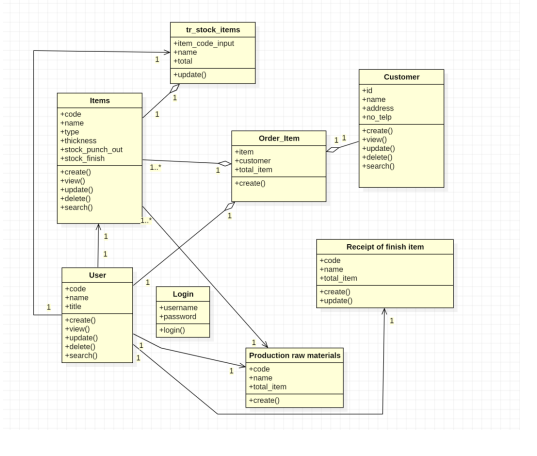 tr_stock_items
+item_code_input
+name
+total
+update()
1
1
1
Items
+code
+name
+type
+thickness
+stock_punch_out
+stock_finish
+create()
+view()
+update()
+delete()
+search()
1..*
1..*
Customer
+id
+name
+address
+no_telp
+create()
+view()
+update()
+delete()
+search()
1
1
Order_Item
+item
+customer
+total_item
+create()
1
1
1
1
User
+code
+name
+title
+create()
+view()
+update()
+delete()
+search()
1
1
1
1
Login
+username
+password
+login()
Receipt of finish item
+code
+name
+total_item
+create()
+update()
1
Production raw materials
+code
+name
+total_item
+create()
1
1
1